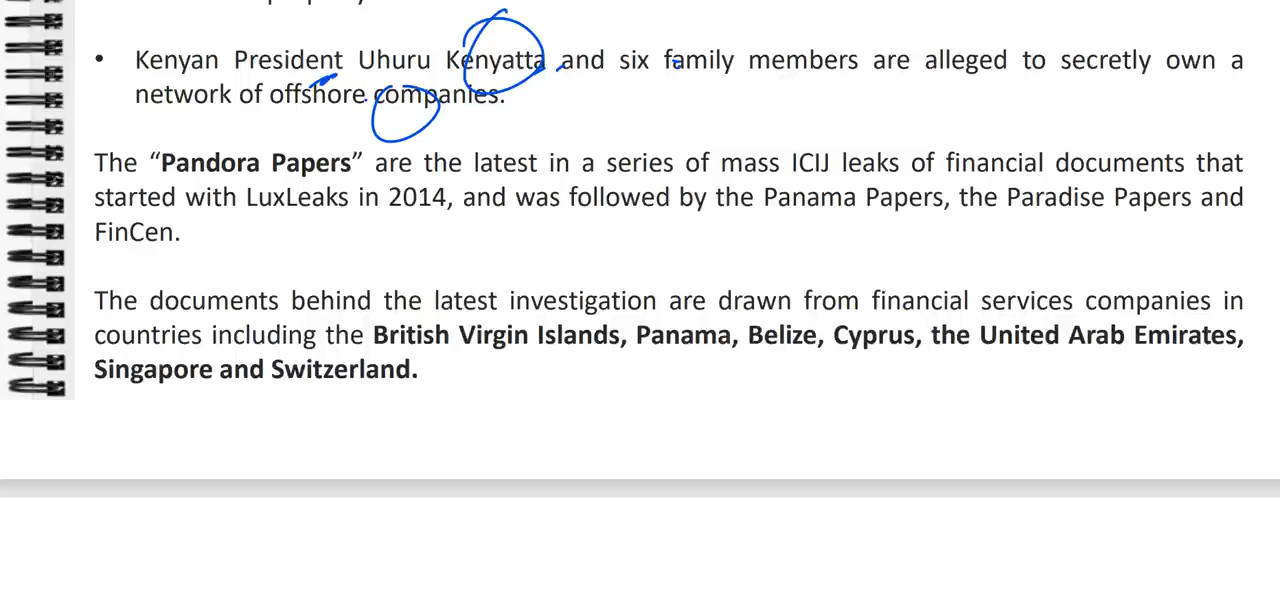 • Kenyan President Uhuru Kenyatta and six family members are alleged to secretly own a
network of offshore companies.
The “Pandora Papers” are the latest in a series of mass ICIJ leaks of financial documents that
started with LuxLeaks in 2014, and was followed by the Panama Papers, the Paradise Papers and
FinCen.
The documents behind the latest investigation are drawn from financial services companies in
countries including the British Virgin Islands, Panama, Belize, Cyprus, the United Arab Emirates,
Singapore and Switzerland.